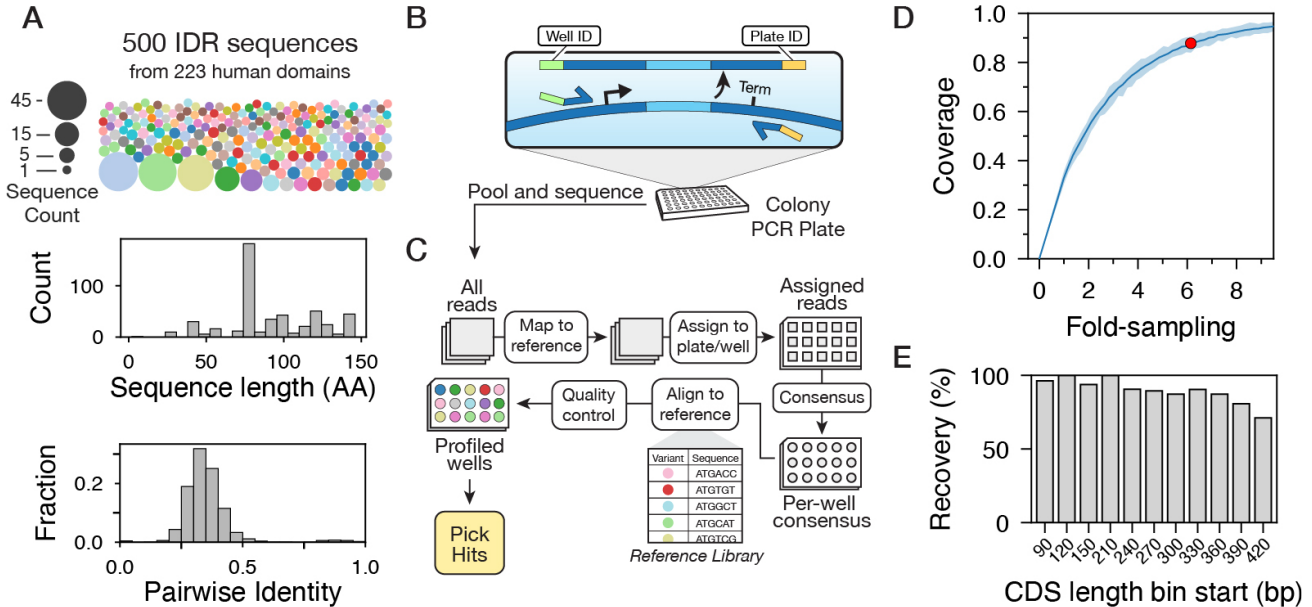 A
500 IDR sequences
from 223 human domains
45
15
5
1
Sequence
Count
Count
100
0
0
50
100
150
Sequence length (AA)
Fraction
0.2
0.0
0.0
0.5
1.0
Pairwise Identity
B
Well ID
Plate ID
Term
Pool and sequence
Colony
PCR Plate
C
All
reads
Map to
reference
Assign to
plate/well
Assigned
reads
Consensus
Per-well
consensus
Align to
reference
Quality
control
Profiled
wells
Pick
Hits
Variant Sequence
ATGACC
ATGTGT
ATGGCT
ATGCAT
ATGTCG
Reference Library
D
Coverage
1.0
0.8
0.6
0.4
0.2
0.0
0 2 4 6 8
Fold-sampling
E
Recovery (%)
100
50
0
90 120 150 210 240 270 300 330 360 390 420
CDS length bin start (bp)